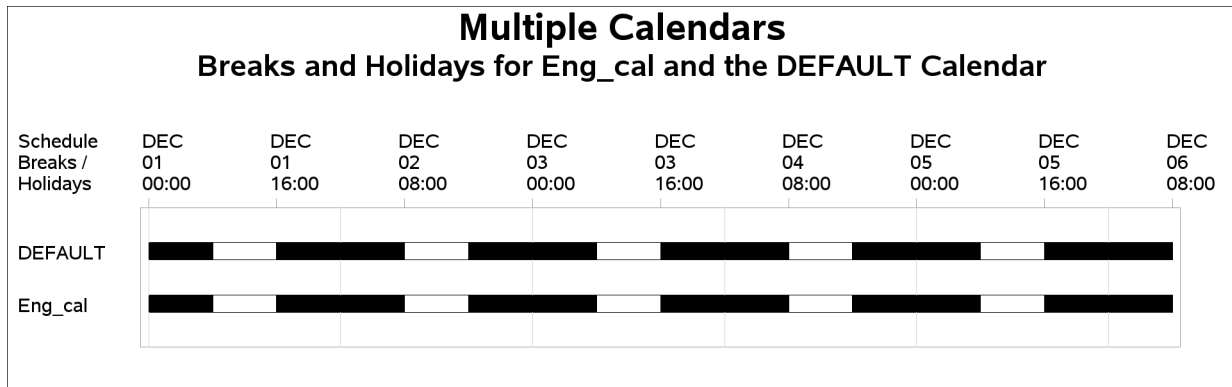 Multiple Calendars
Breaks and Holidays for Eng_cal and the DEFAULT Calendar
Schedule DEC DEC DEC DEC DEC DEC DEC DEC DEC
Breaks / 01 01 02 03 03 04 05 05 06
Holidays 00:00 16:00 08:00 00:00 16:00 08:00 00:00 16:00 08:00
DEFAULT
Eng_cal